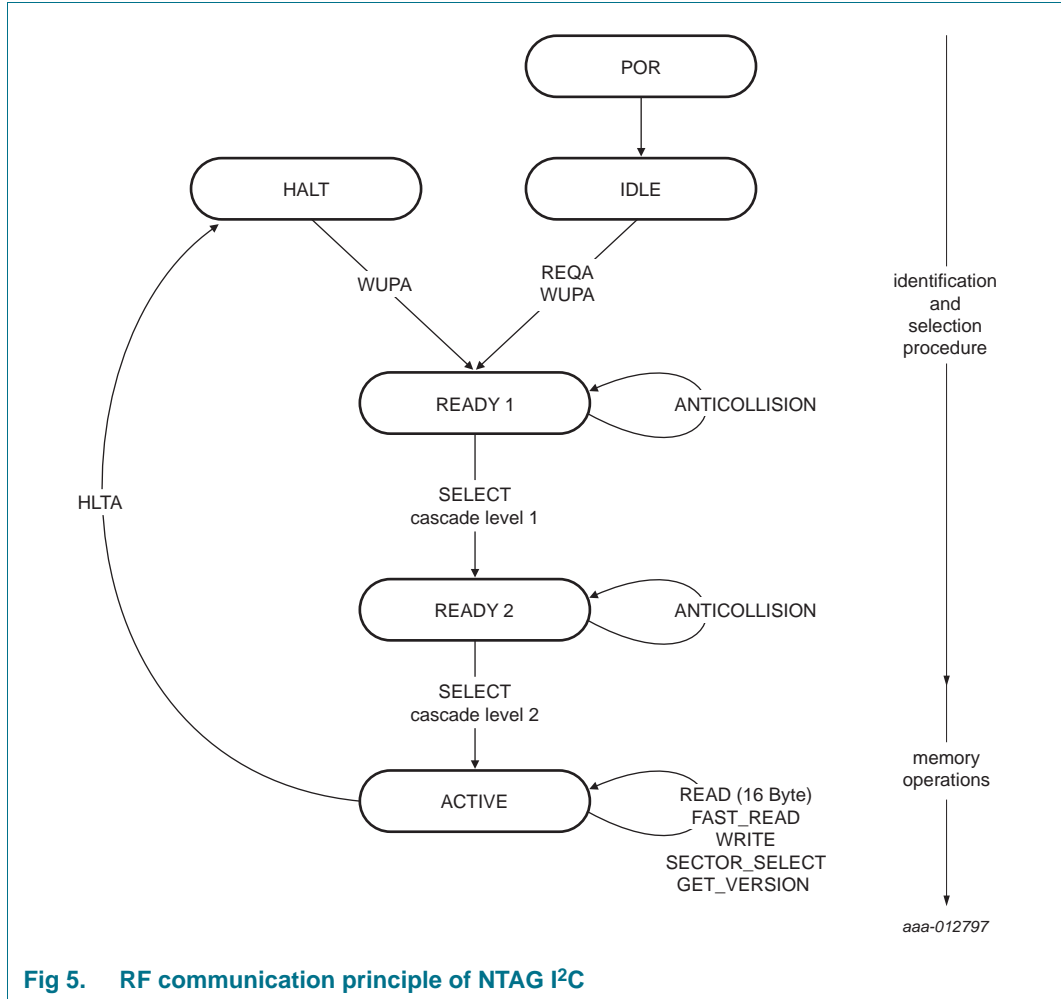 POR
HALT
IDLE
WUPA
REQA
WUPA
identification
and
selection
procedure
READY 1
ANTICOLLISION
HLTA
SELECT
cascade level 1
READY 2
ANTICOLLISION
SELECT
cascade level 2
memory
operations
ACTIVE
READ (16 Byte)
FAST_READ
WRITE
SECTOR_SELECT
GET_VERSION
aaa-012797
Fig 5. RF communication principle of NTAG I²C